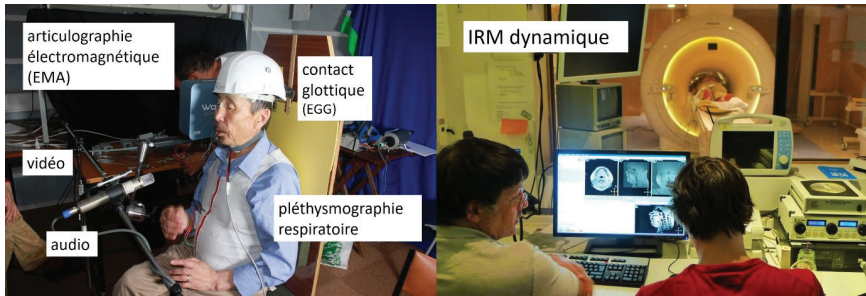 articulographie
électromagnétique
(EMA)
contact
glottique
(EGG)
vidéo
audio
pléthysmographie
respiratoire
IRM dynamique